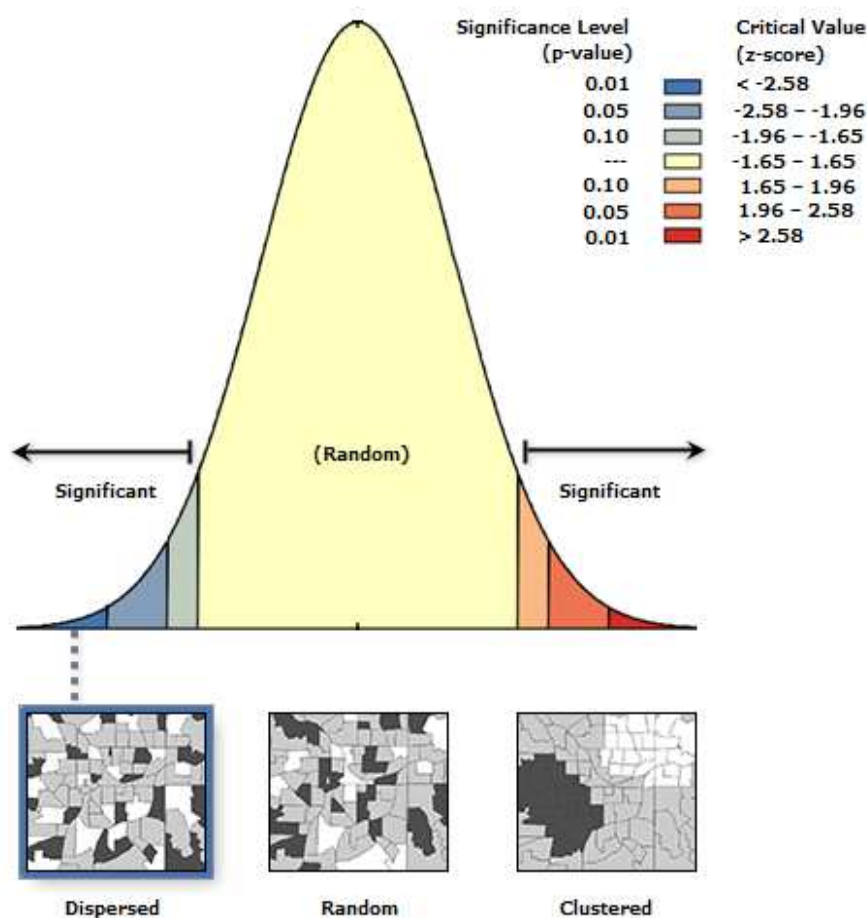 Significance Level Critical Value
(p-value) (z-score)
0.01 < -2.58
0.05 -2.58 – -1.96
0.10 -1.96 – -1.65
--- -1.65 – 1.65
0.10 1.65 – 1.96
0.05 1.96 – 2.58
0.01 > 2.58
(Random)
Significant Significant
Dispersed Random Clustered